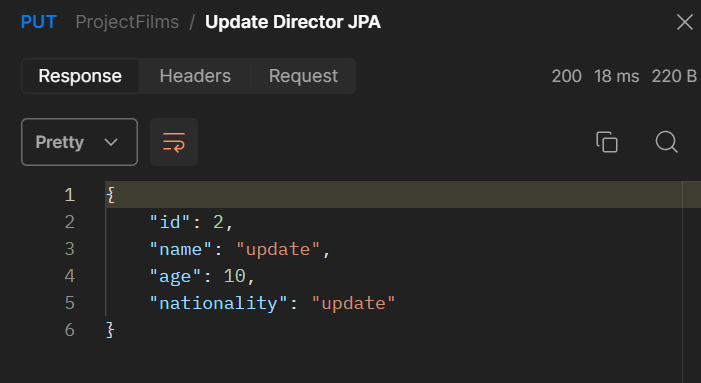 PUT ProjectFilms / Update Director JPA
Response Headers Request 200 18 ms 220 B
Pretty
1 {
2 "id": 2,
3 "name": "update",
4 "age": 10,
5 "nationality": "update"
6 }